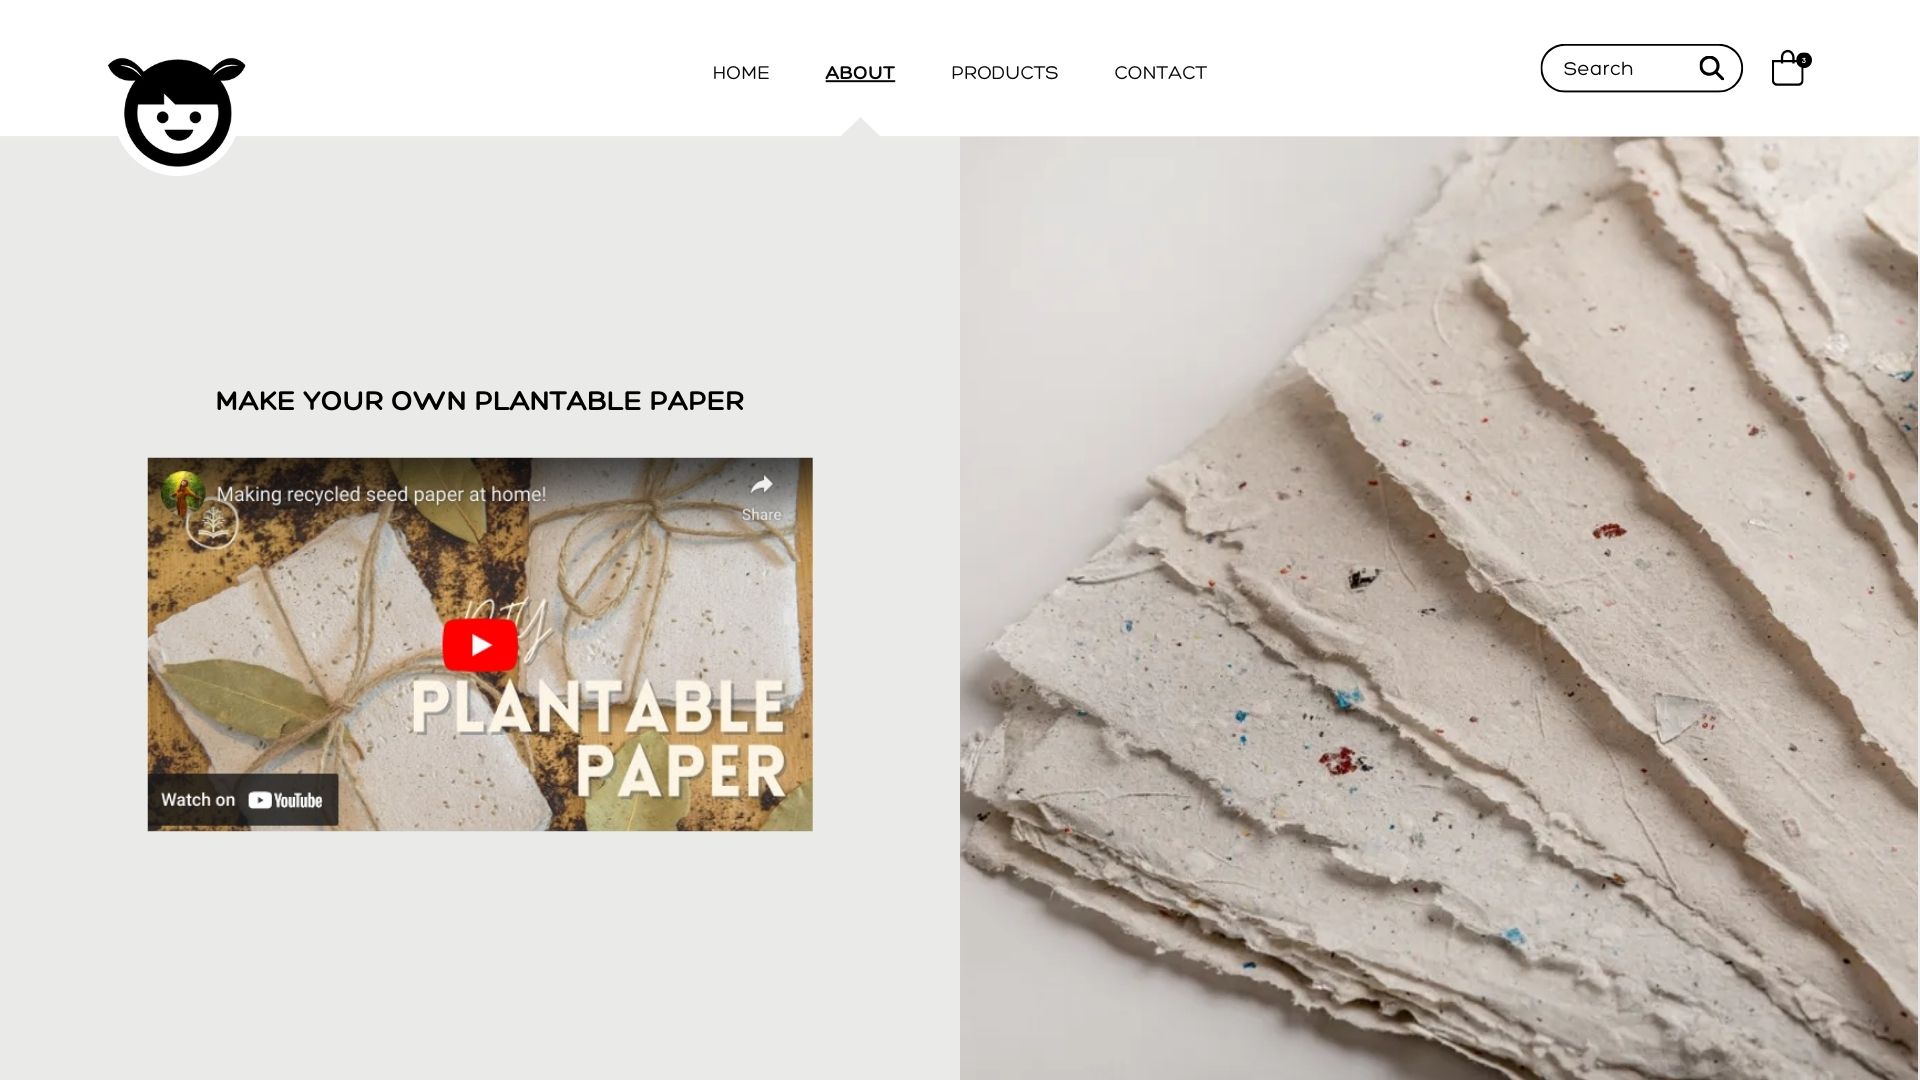 HOME
ABOUT
PRODUCTS
CONTACT
Search
3
MAKE YOUR OWN PLANTABLE PAPER
Making recycled seed paper at home!
Share
DIY
PLANTABLE
PAPER
Watch on YouTube